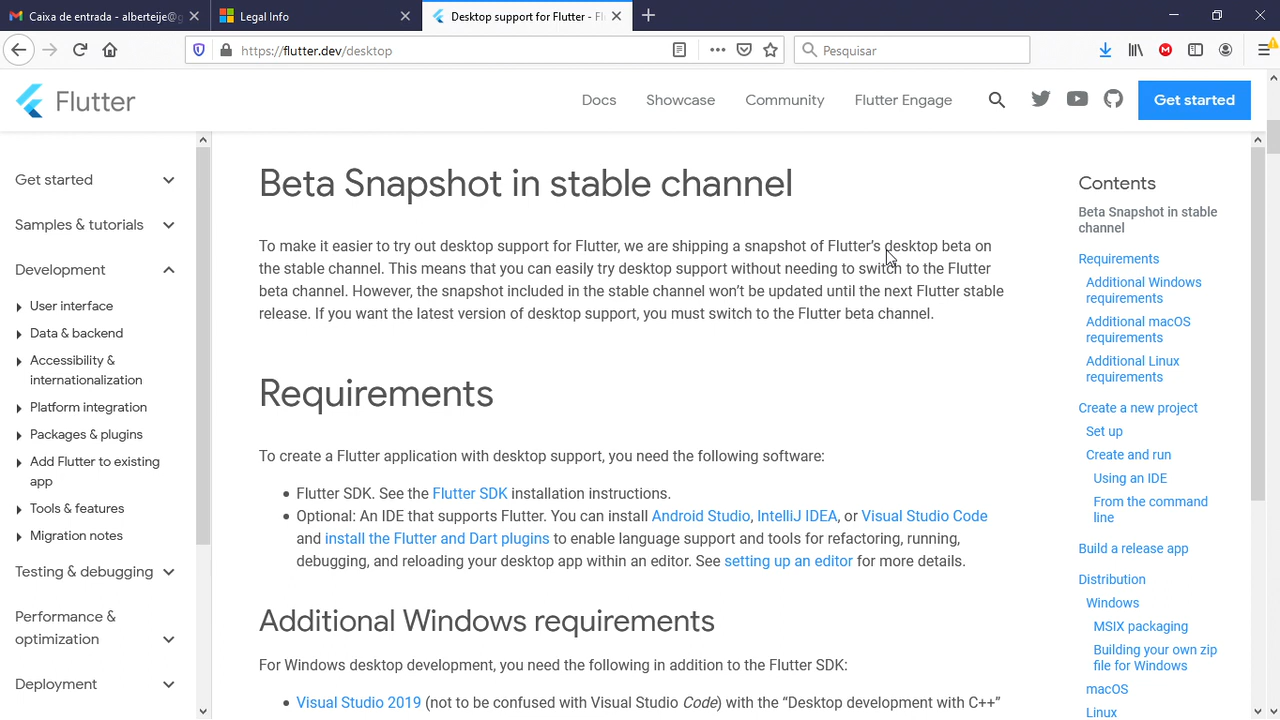 Caixa de entrada - alberteije@g
Legal Info
Desktop support for Flutter - Fl
https://flutter.dev/desktop
Pesquisar
Flutter
Docs
Showcase
Community
Flutter Engage
Get started
Get started
Samples & tutorials
Development
User interface
Data & backend
Accessibility &
internationalization
Platform integration
Packages & plugins
Add Flutter to existing
app
Tools & features
Migration notes
Testing & debugging
Performance &
optimization
Deployment
Beta Snapshot in stable channel
To make it easier to try out desktop support for Flutter, we are shipping a snapshot of Flutter’s desktop beta on
the stable channel. This means that you can easily try desktop support without needing to switch to the Flutter
beta channel. However, the snapshot included in the stable channel won’t be updated until the next Flutter stable
release. If you want the latest version of desktop support, you must switch to the Flutter beta channel.
Requirements
To create a Flutter application with desktop support, you need the following software:
Flutter SDK. See the Flutter SDK installation instructions.
Optional: An IDE that supports Flutter. You can install Android Studio, IntelliJ IDEA, or Visual Studio Code
and install the Flutter and Dart plugins to enable language support and tools for refactoring, running,
debugging, and reloading your desktop app within an editor. See setting up an editor for more details.
Additional Windows requirements
For Windows desktop development, you need the following in addition to the Flutter SDK:
Visual Studio 2019 (not to be confused with Visual Studio Code) with the “Desktop development with C++”
Contents
Beta Snapshot in stable
channel
Requirements
Additional Windows
requirements
Additional macOS
requirements
Additional Linux
requirements
Create a new project
Set up
Create and run
Using an IDE
From the command
line
Build a release app
Distribution
Windows
MSIX packaging
Building your own zip
file for Windows
macOS
Linux